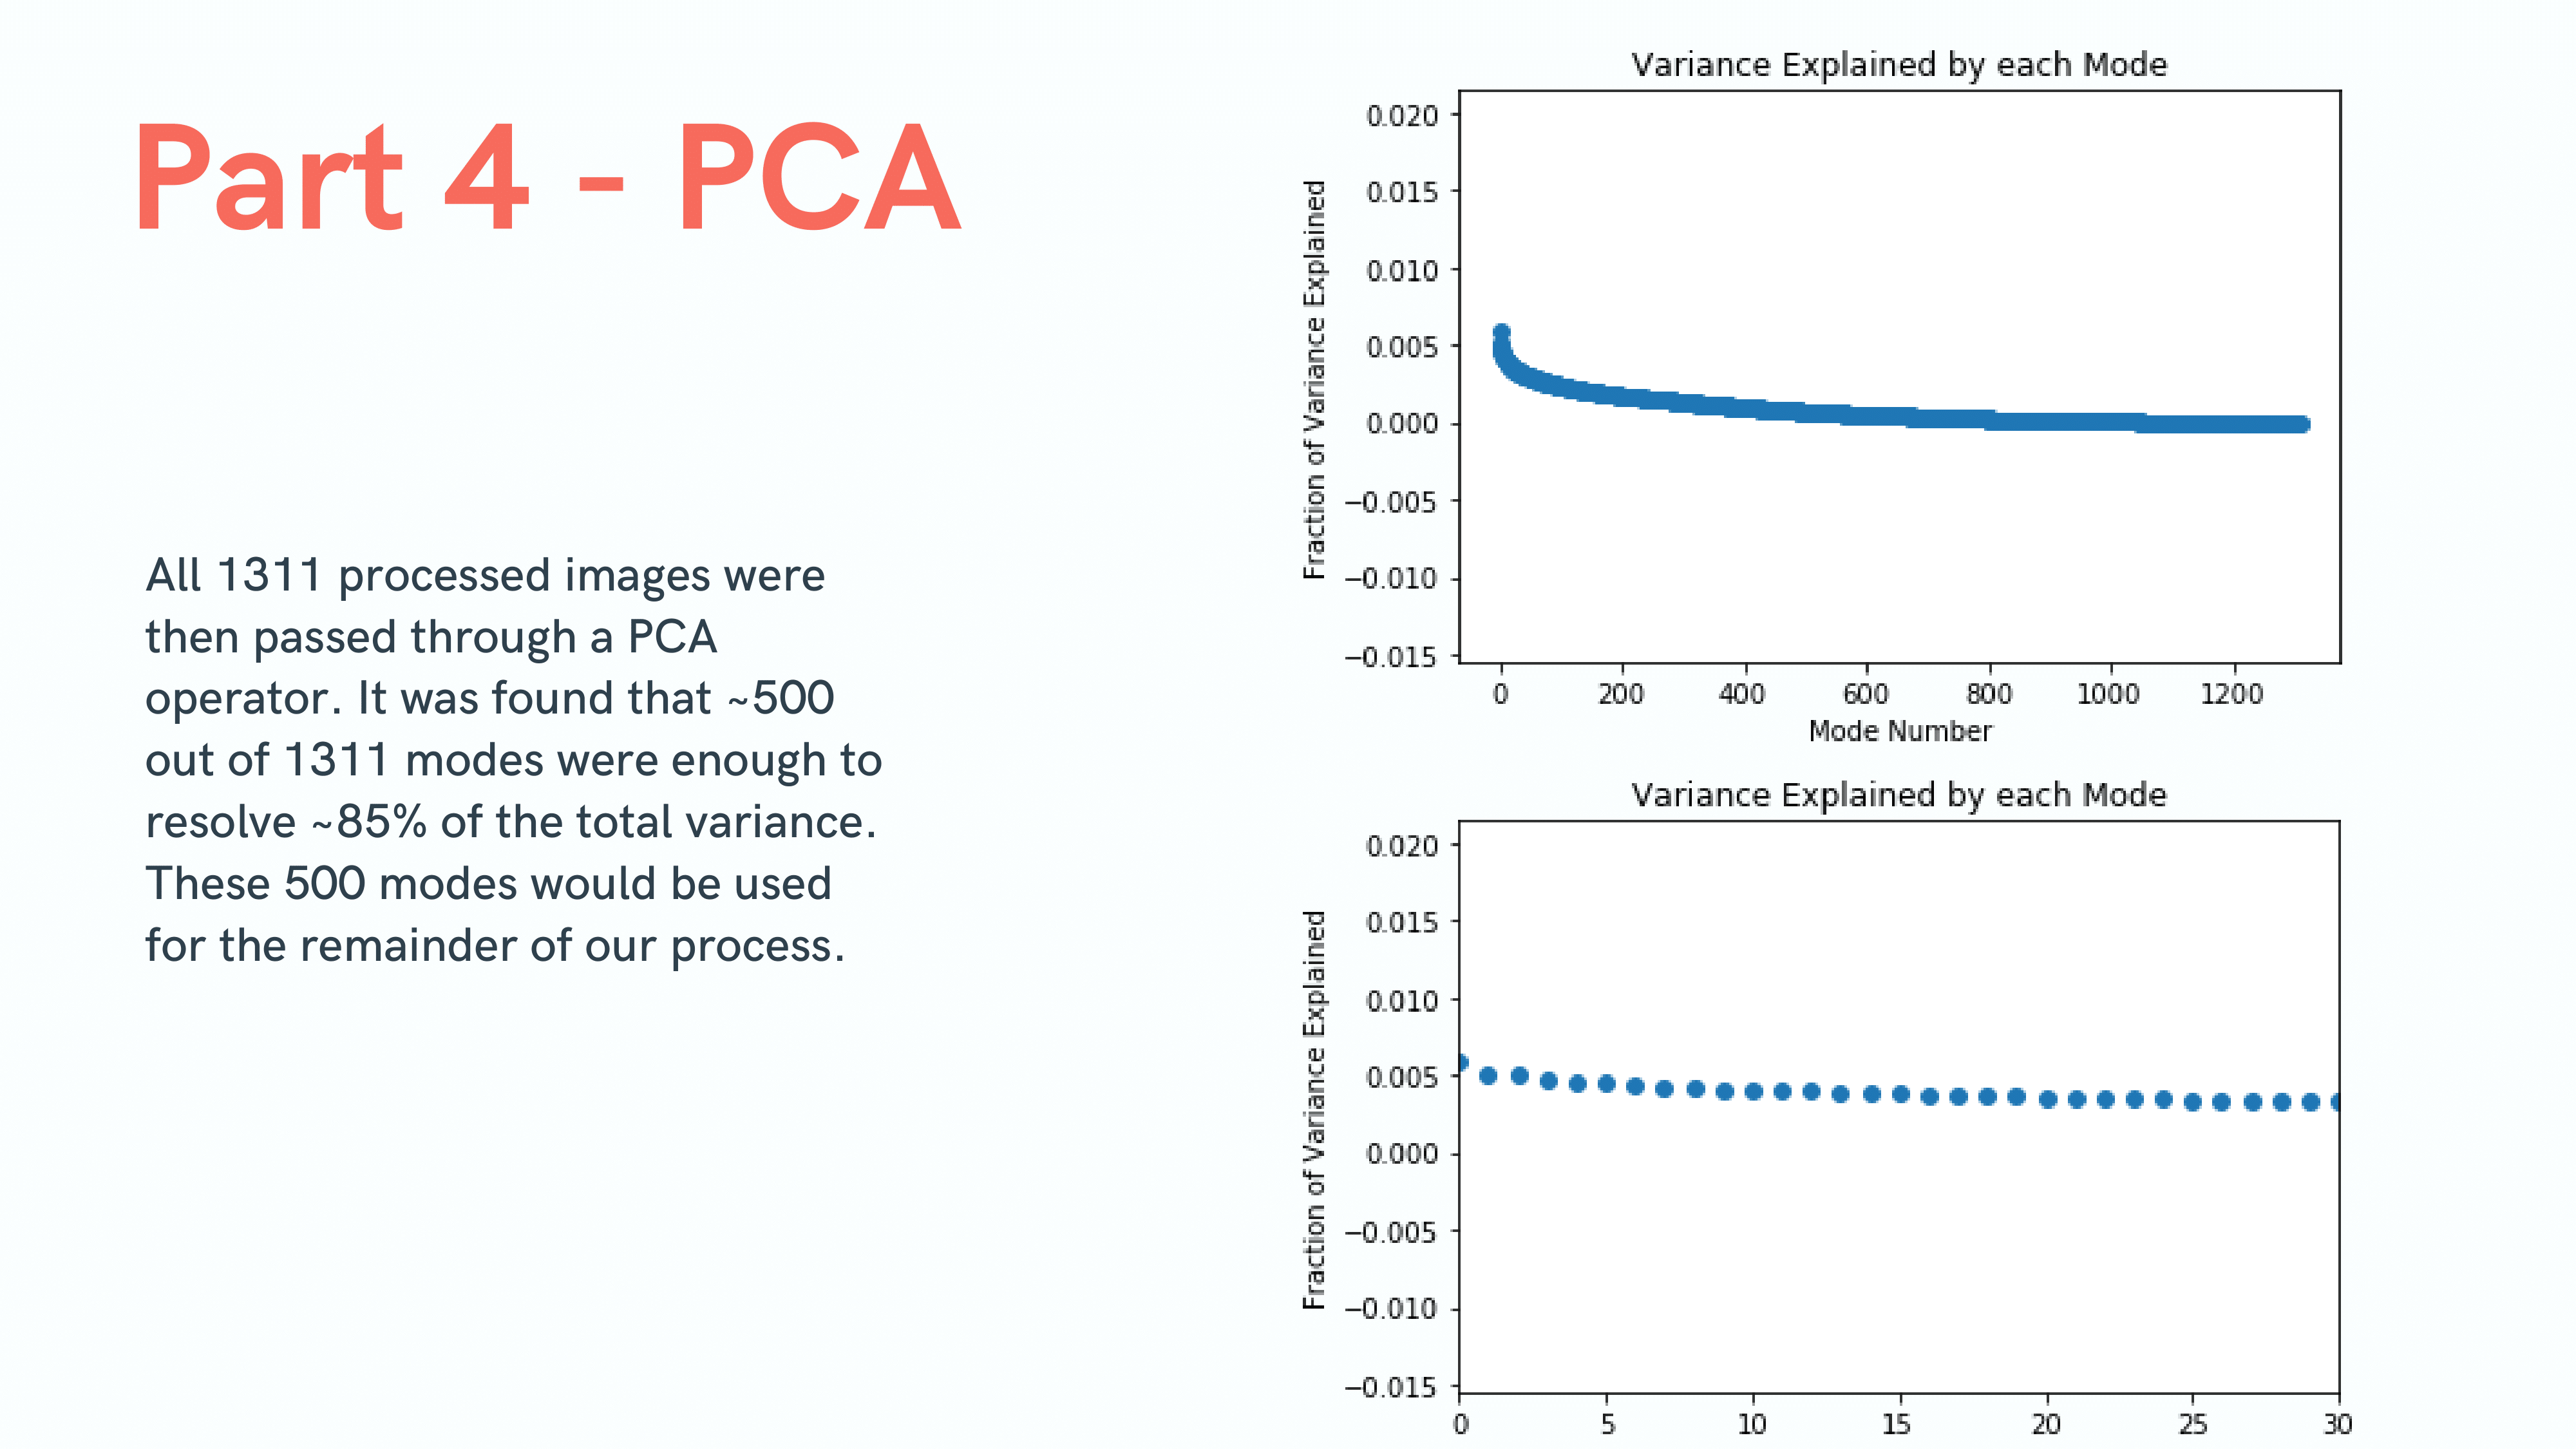 Part 4 - PCA
All 1311 processed images were
then passed through a PCA
operator. It was found that ~500
out of 1311 modes were enough to
resolve ~85% of the total variance.
These 500 modes would be used
for the remainder of our process.
Variance Explained by each Mode
Fraction of Variance Explained
0.020
0.015
0.010
0.005
0.000
−0.005
−0.010
−0.015
0 200 400 600 800 1000 1200
Mode Number
Variance Explained by each Mode
Fraction of Variance Explained
0.020
0.015
0.010
0.005
0.000
−0.005
−0.010
−0.015
0 5 10 15 20 25 30